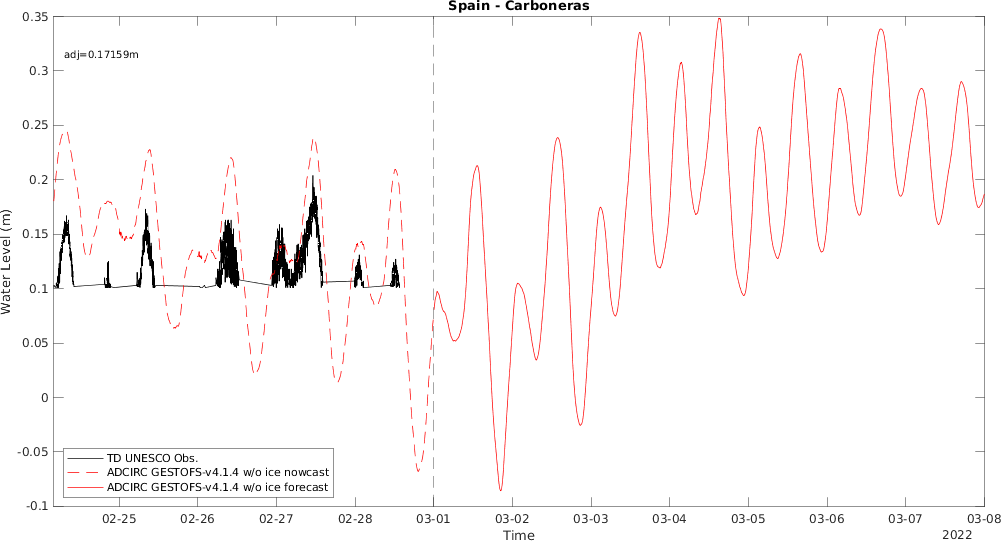 Spain - Carboneras
adj=0.17159m
0.35
0.3
0.25
0.2
0.15
0.1
0.05
0
-0.05
-0.1
Water Level (m)
TD UNESCO Obs.
ADCIRC GESTOFS-v4.1.4 w/o ice nowcast
ADCIRC GESTOFS-v4.1.4 w/o ice forecast
02-25 02-26 02-27 02-28 03-01 03-02 03-03 03-04 03-05 03-06 03-07 03-08
Time
2022